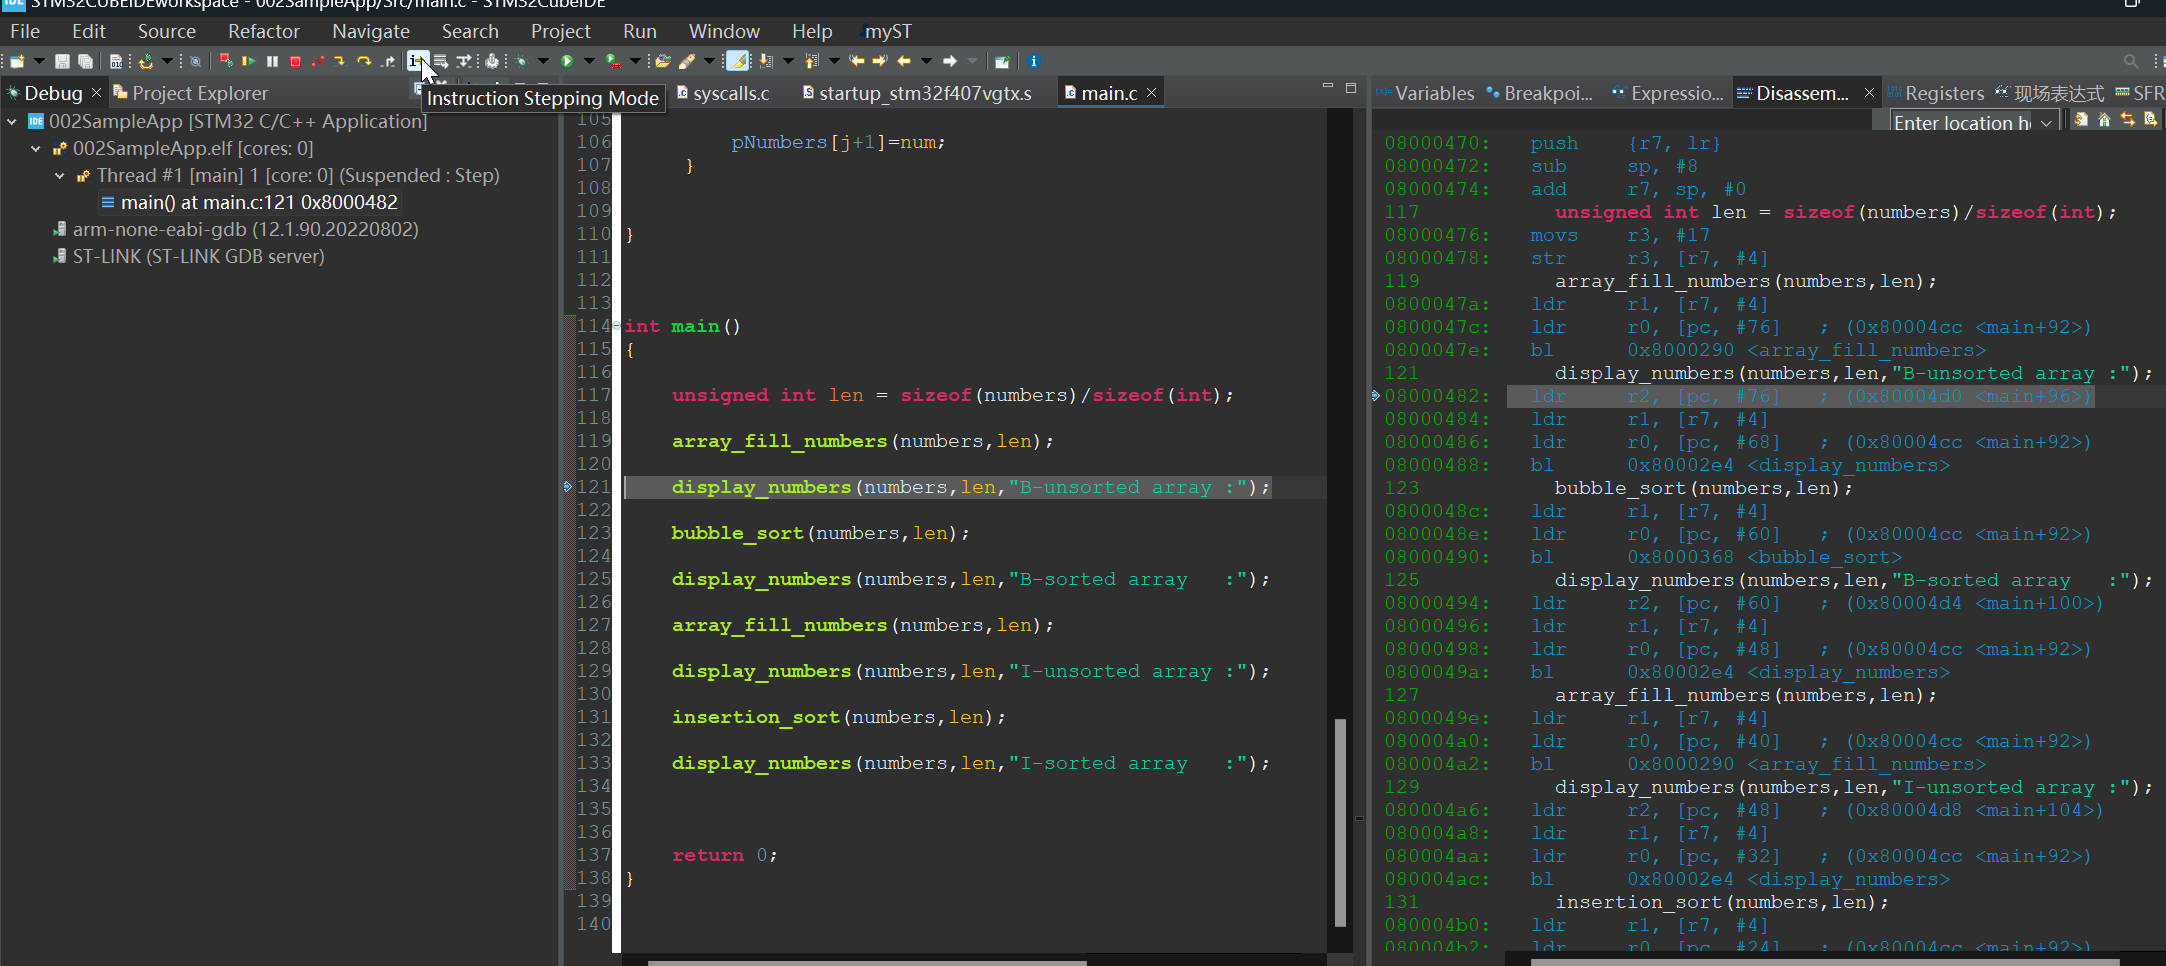 STM32CUBEIDEworkspace - 002SampleApp/Src/main.c - STM32CubeIDE
File Edit Source Refactor Navigate Search Project Run Window Help myST
Debug Project Explorer
Instruction Stepping Mode
002SampleApp [STM32 C/C++ Application]
002SampleApp.elf [cores: 0]
Thread #1 [main] 1 [core: 0] (Suspended : Step)
main() at main.c:121 0x8000482
arm-none-eabi-gdb (12.1.90.20220802)
ST-LINK (ST-LINK GDB server)
syscalls.c startup_stm32f407vgtx.s main.c
105
106 pNumbers[j+1]=num;
107 }
108
109
110 }
111
112
113
114 int main()
115 {
116
117 unsigned int len = sizeof(numbers)/sizeof(int);
118
119 array_fill_numbers(numbers,len);
120
121 display_numbers(numbers,len,"B-unsorted array :");
122
123 bubble_sort(numbers,len);
124
125 display_numbers(numbers,len,"B-sorted array   :");
126
127 array_fill_numbers(numbers,len);
128
129 display_numbers(numbers,len,"I-unsorted array :");
130
131 insertion_sort(numbers,len);
132
133 display_numbers(numbers,len,"I-sorted array   :");
134
135
136
137 return 0;
138 }
139
140
Variables Breakpoi... Expressio... Disassem... Registers 现场表达式 SFR
Enter location h
08000470: push {r7, lr}
08000472: sub sp, #8
08000474: add r7, sp, #0
117 unsigned int len = sizeof(numbers)/sizeof(int);
08000476: movs r3, #17
08000478: str r3, [r7, #4]
119 array_fill_numbers(numbers,len);
0800047a: ldr r1, [r7, #4]
0800047c: ldr r0, [pc, #76] ; (0x80004cc <main+92>)
0800047e: bl 0x8000290 <array_fill_numbers>
121 display_numbers(numbers,len,"B-unsorted array :");
08000482: ldr r2, [pc, #76] ; (0x80004d0 <main+96>)
08000484: ldr r1, [r7, #4]
08000486: ldr r0, [pc, #68] ; (0x80004cc <main+92>)
08000488: bl 0x80002e4 <display_numbers>
123 bubble_sort(numbers,len);
0800048c: ldr r1, [r7, #4]
0800048e: ldr r0, [pc, #60] ; (0x80004cc <main+92>)
08000490: bl 0x8000368 <bubble_sort>
125 display_numbers(numbers,len,"B-sorted array   :");
08000494: ldr r2, [pc, #60] ; (0x80004d4 <main+100>)
08000496: ldr r1, [r7, #4]
08000498: ldr r0, [pc, #48] ; (0x80004cc <main+92>)
0800049a: bl 0x80002e4 <display_numbers>
127 array_fill_numbers(numbers,len);
0800049e: ldr r1, [r7, #4]
080004a0: ldr r0, [pc, #40] ; (0x80004cc <main+92>)
080004a2: bl 0x8000290 <array_fill_numbers>
129 display_numbers(numbers,len,"I-unsorted array :");
080004a6: ldr r2, [pc, #48] ; (0x80004d8 <main+104>)
080004a8: ldr r1, [r7, #4]
080004aa: ldr r0, [pc, #32] ; (0x80004cc <main+92>)
080004ac: bl 0x80002e4 <display_numbers>
131 insertion_sort(numbers,len);
080004b0: ldr r1, [r7, #4]
080004b2: ldr r0, [pc, #24] ; (0x80004cc <main+92>)